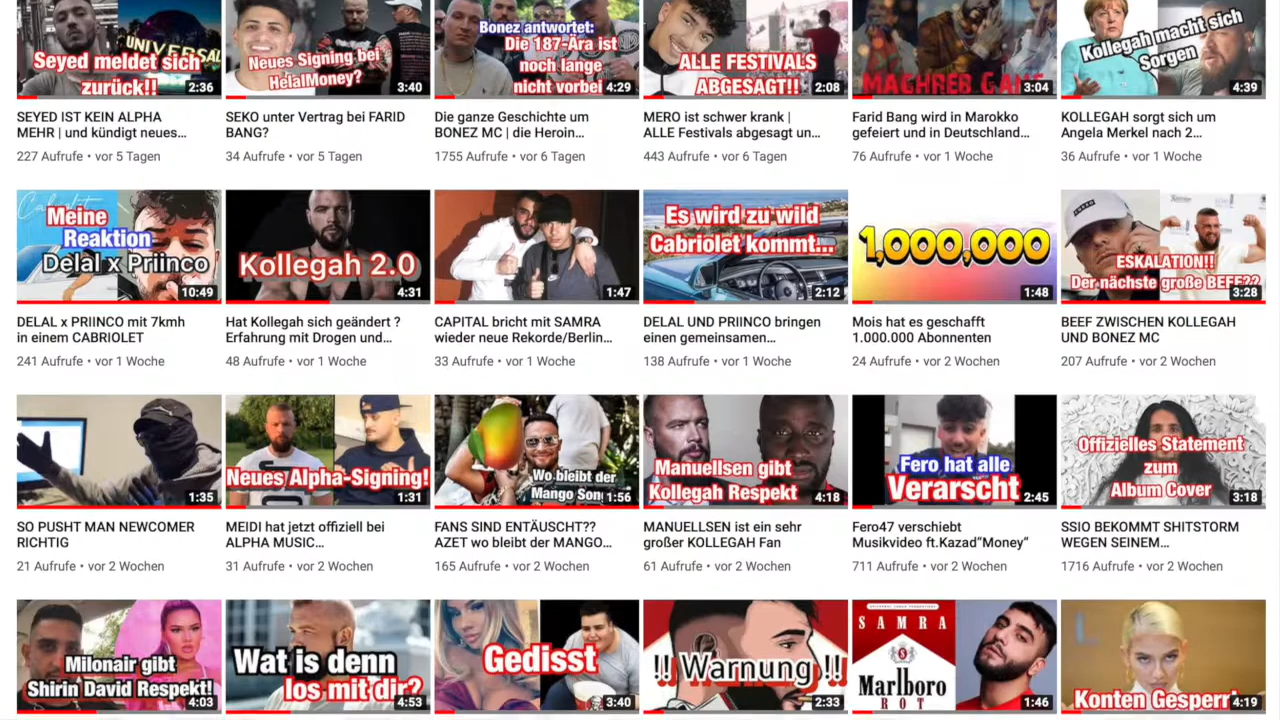 Seyed meldet sich
zurück!!
UNIVERSAL
2:36
Neues Signing bei
HelalMoney?
3:40
Bonez antwortet:
Die 187-Ära ist
noch lange
nicht vorbei
4:29
ALLE FESTIVALS
ABGESAGT!!
2:08
MAGHREB GANG
3:04
Kollegah macht sich
Sorgen
4:39
SEYED IST KEIN ALPHA
MEHR | und kündigt neues...
227 Aufrufe • vor 5 Tagen
SEKO unter Vertrag bei FARID
BANG?
34 Aufrufe • vor 5 Tagen
Die ganze Geschichte um
BONEZ MC | die Heroin...
1755 Aufrufe • vor 6 Tagen
MERO ist schwer krank |
ALLE Festivals abgesagt un...
443 Aufrufe • vor 6 Tagen
Farid Bang wird in Marokko
gefeiert und in Deutschland...
76 Aufrufe • vor 1 Woche
KOLLEGAH sorgt sich um
Angela Merkel nach 2...
36 Aufrufe • vor 1 Woche
Meine
Reaktion
Delal x Priinco
10:49
Kollegah 2.0
4:31
1:47
Es wird zu wild
Cabriolet kommt...
2:12
1,000,000
1:48
ESKALATION!!
Der nächste große BEEF??
3:28
DELAL x PRIINCO mit 7kmh
in einem CABRIOLET
241 Aufrufe • vor 1 Woche
Hat Kollegah sich geändert ?
Erfahrung mit Drogen und...
48 Aufrufe • vor 1 Woche
CAPITAL bricht mit SAMRA
wieder neue Rekorde/Berlin...
33 Aufrufe • vor 1 Woche
DELAL UND PRIINCO bringen
einen gemeinsamen...
138 Aufrufe • vor 1 Woche
Mois hat es geschafft
1.000.000 Abonnenten
24 Aufrufe • vor 2 Wochen
BEEF ZWISCHEN KOLLEGAH
UND BONEZ MC
207 Aufrufe • vor 2 Wochen
1:35
Neues Alpha-Signing!
1:31
Wo bleibt der
Mango Song
1:56
Manuellsen gibt
Kollegah Respekt
4:18
Fero hat alle
Verarscht
2:45
Offizielles Statement
zum
Album Cover
3:18
SO PUSHT MAN NEWCOMER
RICHTIG
21 Aufrufe • vor 2 Wochen
MEIDI hat jetzt offiziell bei
ALPHA MUSIC...
31 Aufrufe • vor 2 Wochen
FANS SIND ENTÄUSCHT??
AZET wo bleibt der MANGO...
165 Aufrufe • vor 2 Wochen
MANUELLSEN ist ein sehr
großer KOLLEGAH Fan
61 Aufrufe • vor 2 Wochen
Fero47 verschiebt
Musikvideo ft.Kazad"Money"
711 Aufrufe • vor 2 Wochen
SSIO BEKOMMT SHITSTORM
WEGEN SEINEM...
1716 Aufrufe • vor 2 Wochen
Milonair gibt
Shirin David Respekt!
4:03
Wat is denn
los mit dir?
4:53
Gedisst
3:40
!! Warnung !!
2:33
SAMRA
Marlboro
ROT
1:46
Konten Gesperrt
4:19